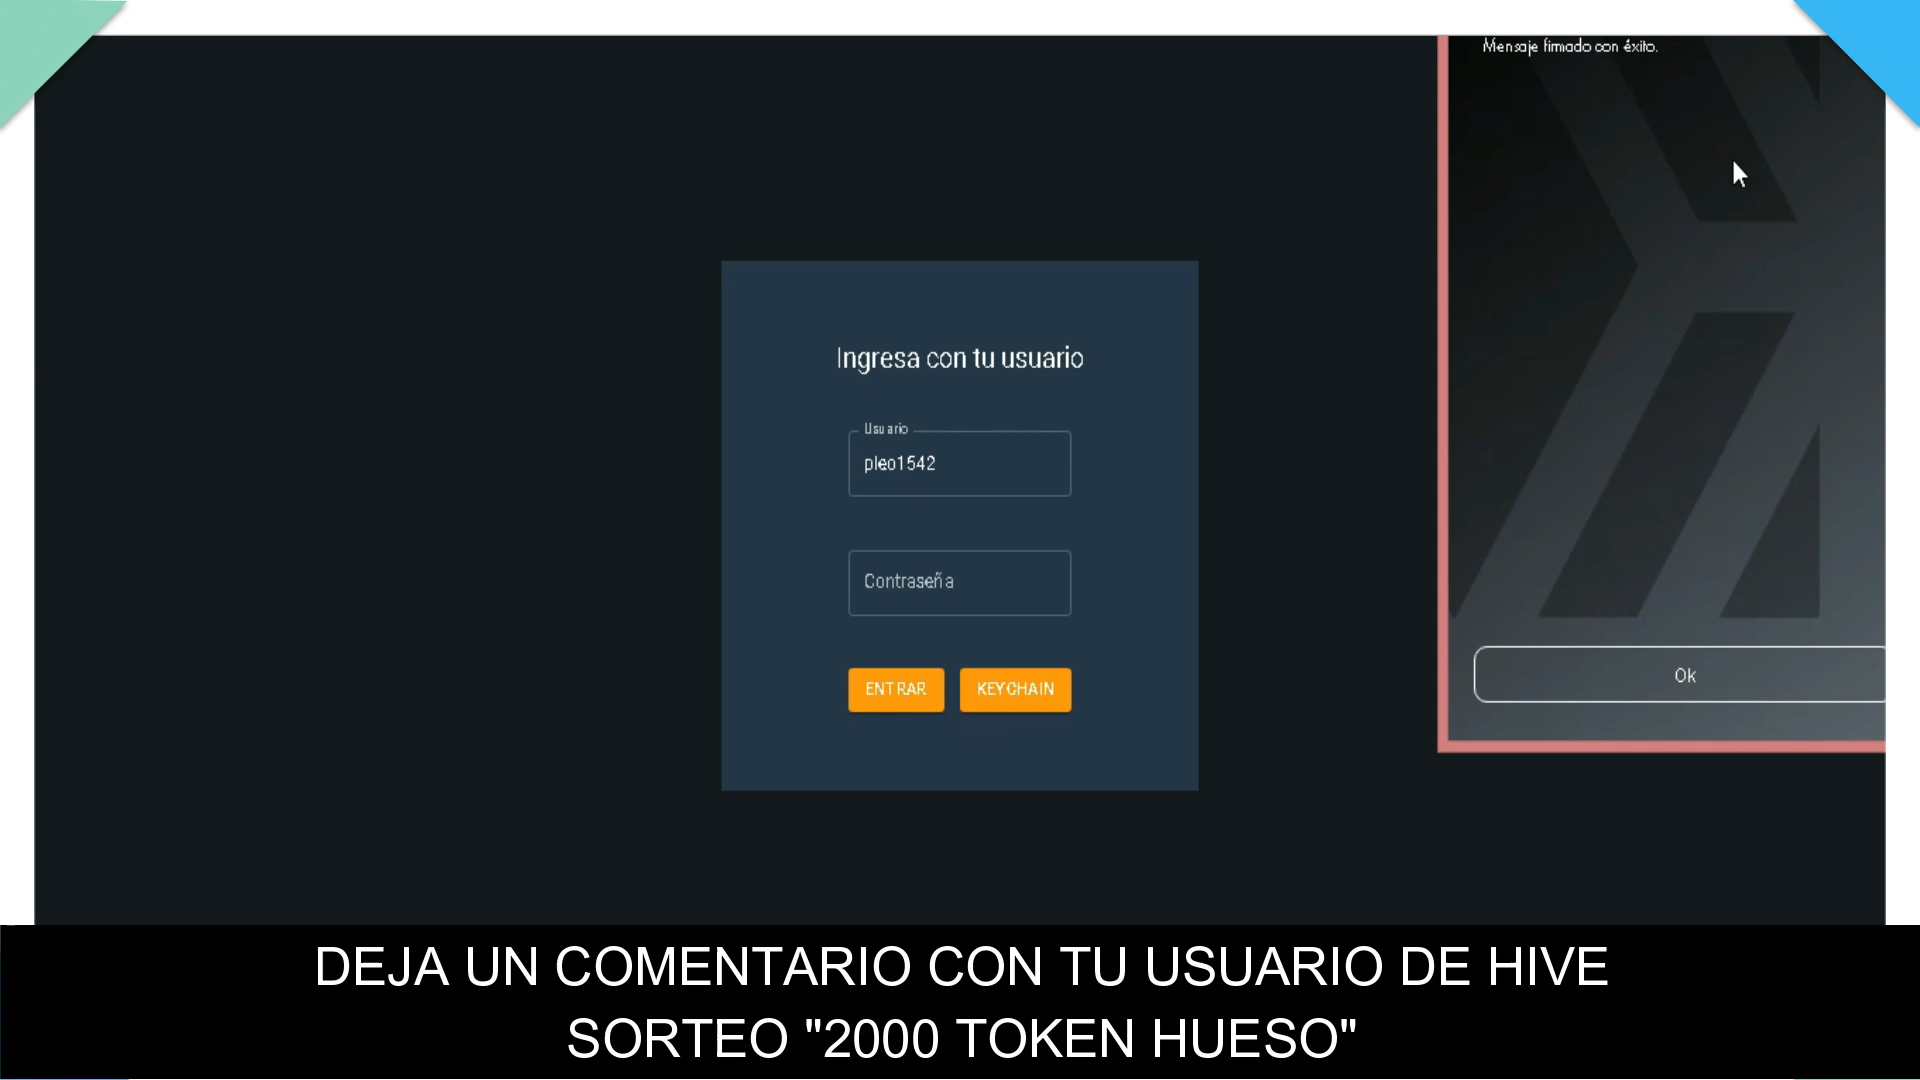 Mensaje firmado con éxito.
Ingresa con tu usuario
Usuario
pleo1542
Contraseña
ENTRAR
KEYCHAIN
Ok
DEJA UN COMENTARIO CON TU USUARIO DE HIVE
SORTEO "2000 TOKEN HUESO"